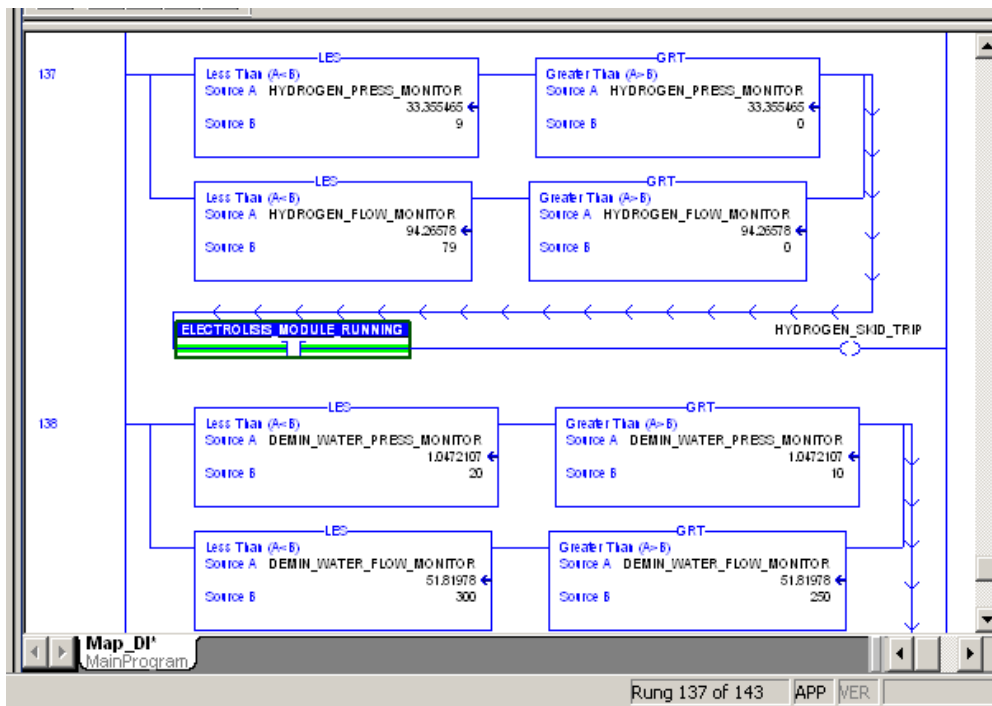 137
LES
Less Than (A<B)
Source A HYDROGEN_PRESS_MONITOR
33.355465
Source B 9
GRT
Greater Than (A>B)
Source A HYDROGEN_PRESS_MONITOR
33.355465
Source B 0
LES
Less Than (A<B)
Source A HYDROGEN_FLOW_MONITOR
94.26578
Source B 79
GRT
Greater Than (A>B)
Source A HYDROGEN_FLOW_MONITOR
94.26578
Source B 0
ELECTROLISIS_MODULE_RUNNING
HYDROGEN_SKID_TRIP
138
LES
Less Than (A<B)
Source A DEMIN_WATER_PRESS_MONITOR
1.0472107
Source B 20
GRT
Greater Than (A>B)
Source A DEMIN_WATER_PRESS_MONITOR
1.0472107
Source B 10
LES
Less Than (A<B)
Source A DEMIN_WATER_FLOW_MONITOR
51.81978
Source B 300
GRT
Greater Than (A>B)
Source A DEMIN_WATER_FLOW_MONITOR
51.81978
Source B 250
Map_DI*
MainProgram
Rung 137 of 143 APP VER